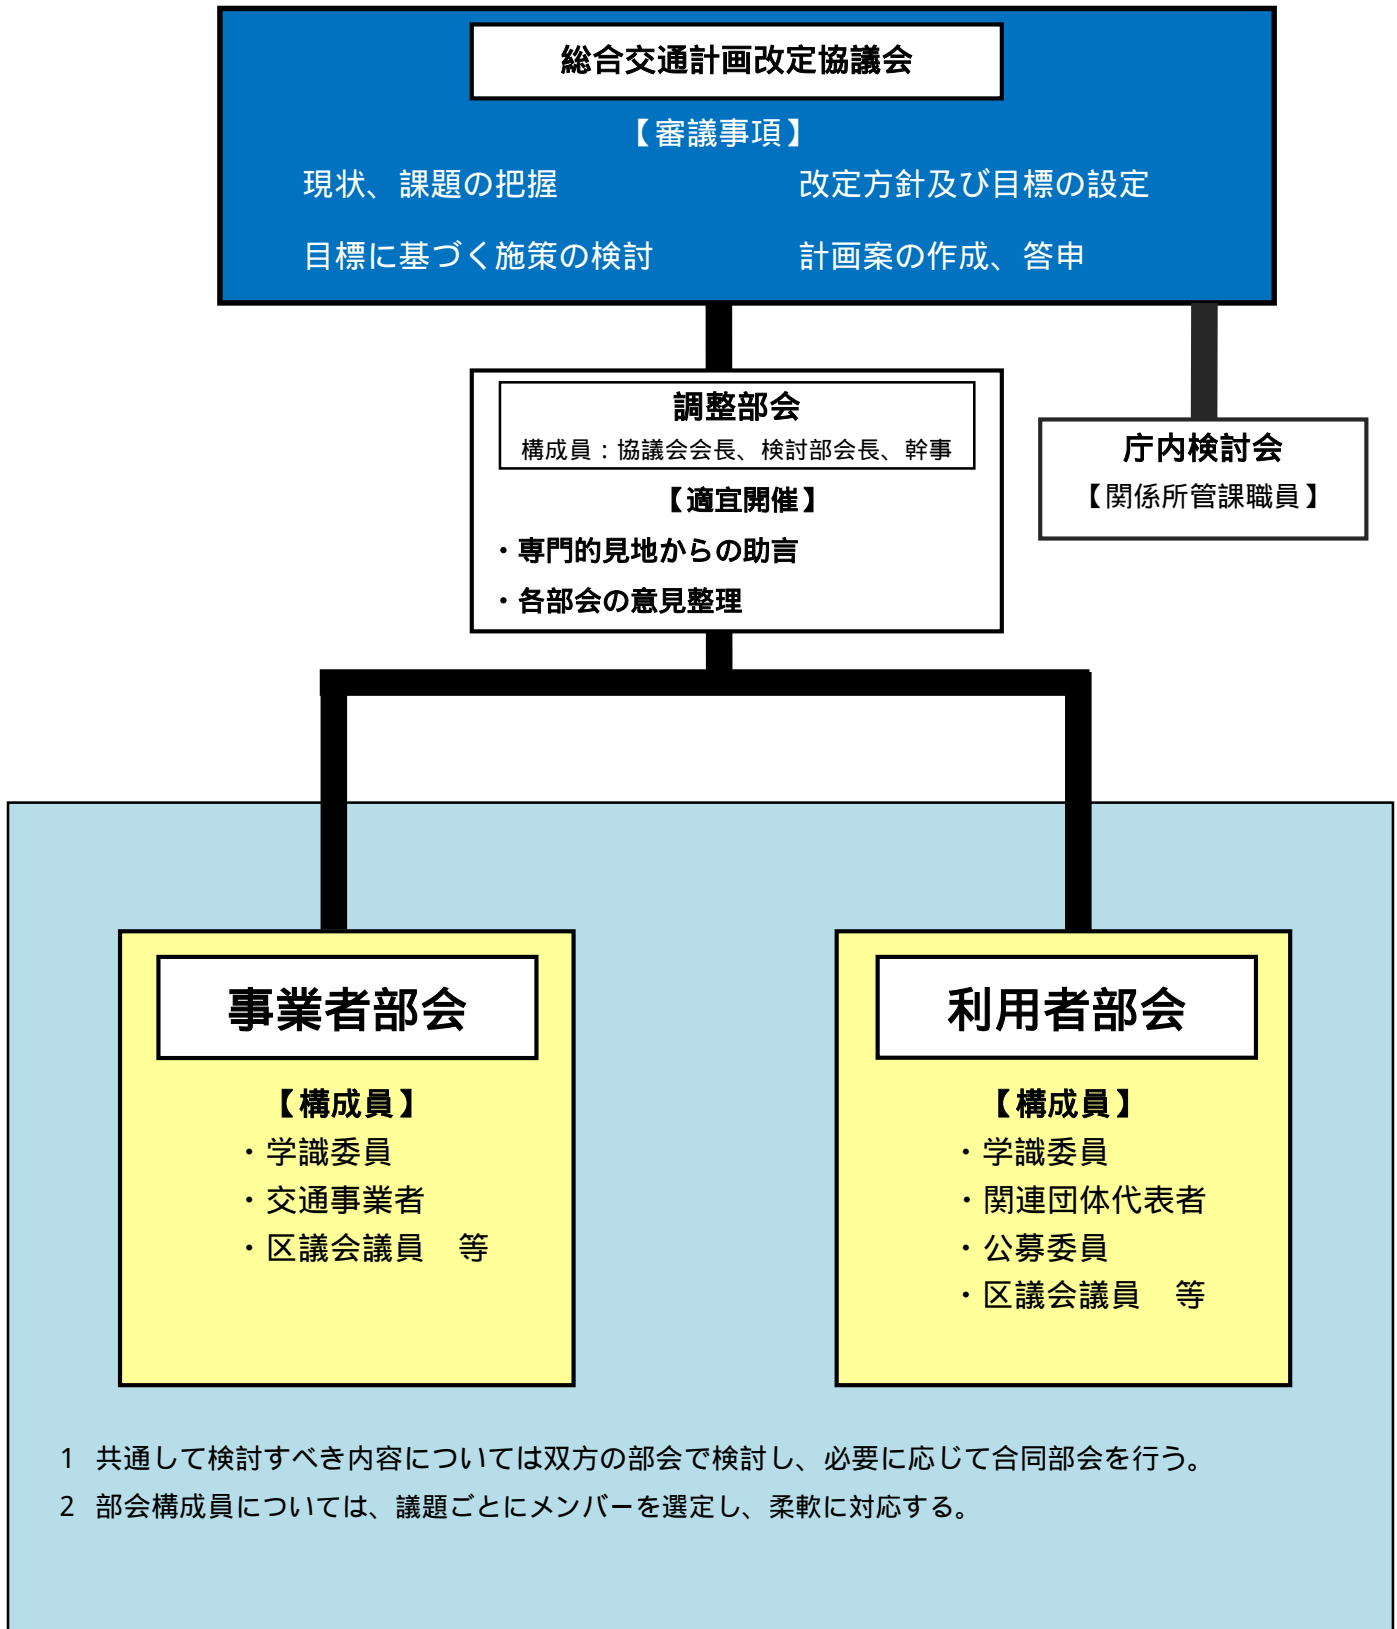 総合交通計画改定協議会
【審議事項】
現状、課題の把握
改定方針及び目標の設定
目標に基づく施策の検討
計画案の作成、答申
調整部会
構成員：協議会会長、検討部会長、幹事
【適宜開催】
・専門的見地からの助言
・各部会の意見整理
庁内検討会
【関係所管課職員】
事業者部会
【構成員】
・学識委員
・交通事業者
・区議会議員　等
利用者部会
【構成員】
・学識委員
・関連団体代表者
・公募委員
・区議会議員　等
1 共通して検討すべき内容については双方の部会で検討し、必要に応じて合同部会を行う。
2 部会構成員については、議題ごとにメンバーを選定し、柔軟に対応する。